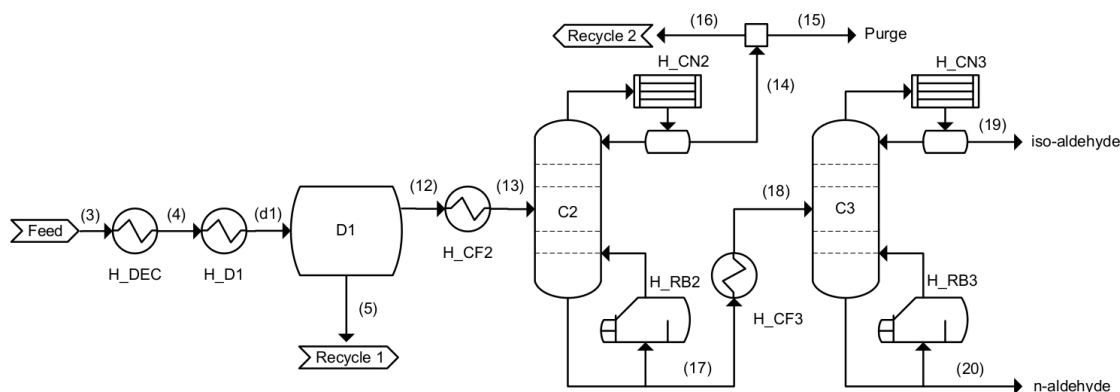 (16)
(15)
Recycle 2
Purge
H_CN2
H_CN3
(14)
(19)
iso-aldehyde
(12)
(13)
(18)
(3)
(4)
(d1)
D1
C2
C3
Feed
H_DEC
H_D1
H_CF2
H_RB2
H_RB3
(5)
H_CF3
Recycle 1
(17)
(20)
n-aldehyde